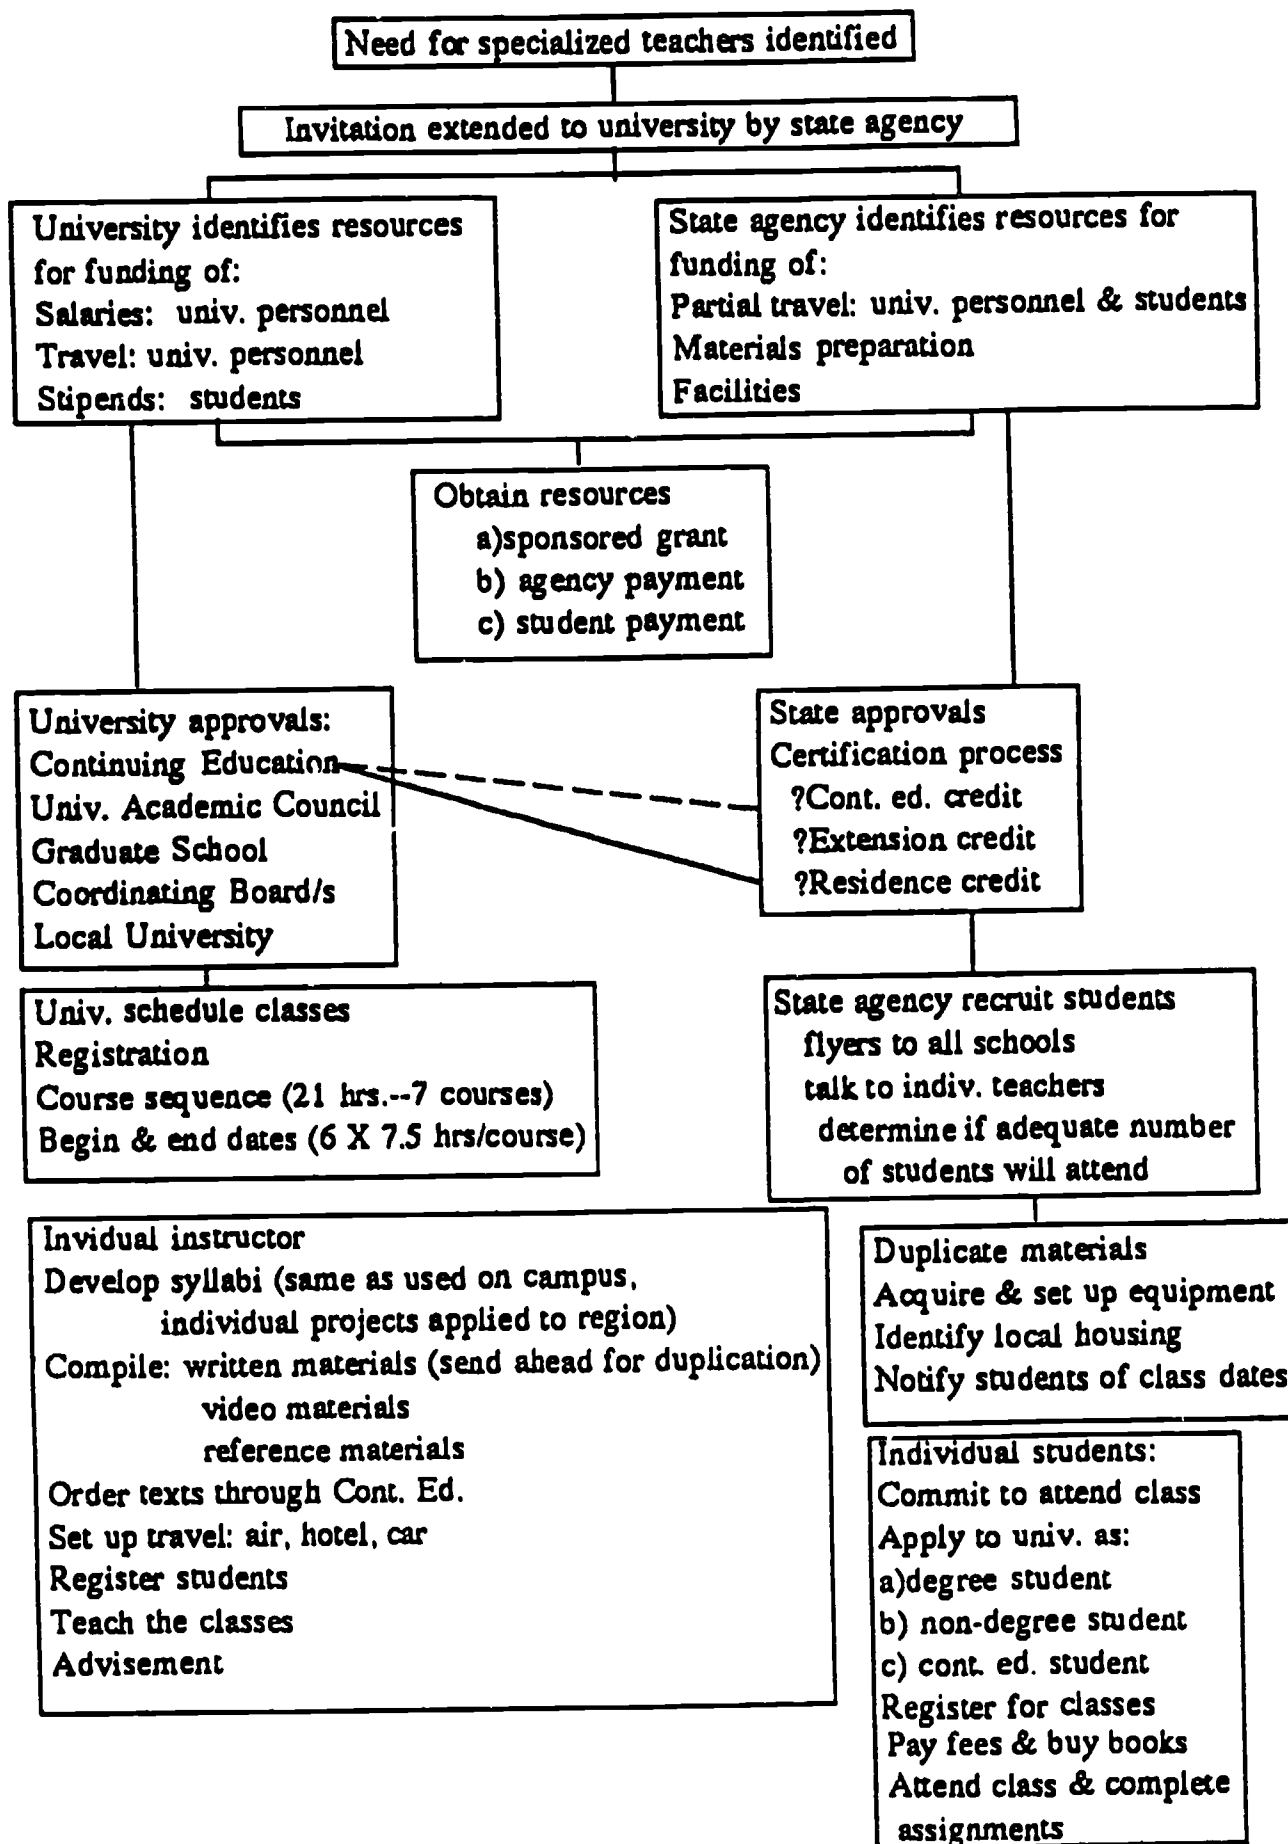 Need for specialized teachers identified
Invitation extended to university by state agency
University identifies resources
for funding of:
Salaries: univ. personnel
Travel: univ. personnel
Stipends: students
State agency identifies resources for
funding of:
Partial travel: univ. personnel & students
Materials preparation
Facilities
Obtain resources
a)sponsored grant
b) agency payment
c) student payment
University approvals:
Continuing Education
Univ. Academic Council
Graduate School
Coordinating Board/s
Local University
State approvals
Certification process
?Cont. ed. credit
?Extension credit
?Residence credit
Univ. schedule classes
Registration
Course sequence (21 hrs.--7 courses)
Begin & end dates (6 X 7.5 hrs/course)
State agency recruit students
flyers to all schools
talk to indiv. teachers
determine if adequate number
of students will attend
Invidual instructor
Develop syllabi (same as used on campus,
individual projects applied to region)
Compile: written materials (send ahead for duplication)
video materials
reference materials
Order texts through Cont. Ed.
Set up travel: air, hotel, car
Register students
Teach the classes
Advisement
Duplicate materials
Acquire & set up equipment
Identify local housing
Notify students of class dates
Individual students:
Commit to attend class
Apply to univ. as:
a)degree student
b) non-degree student
c) cont. ed. student
Register for classes
Pay fees & buy books
Attend class & complete
assignments